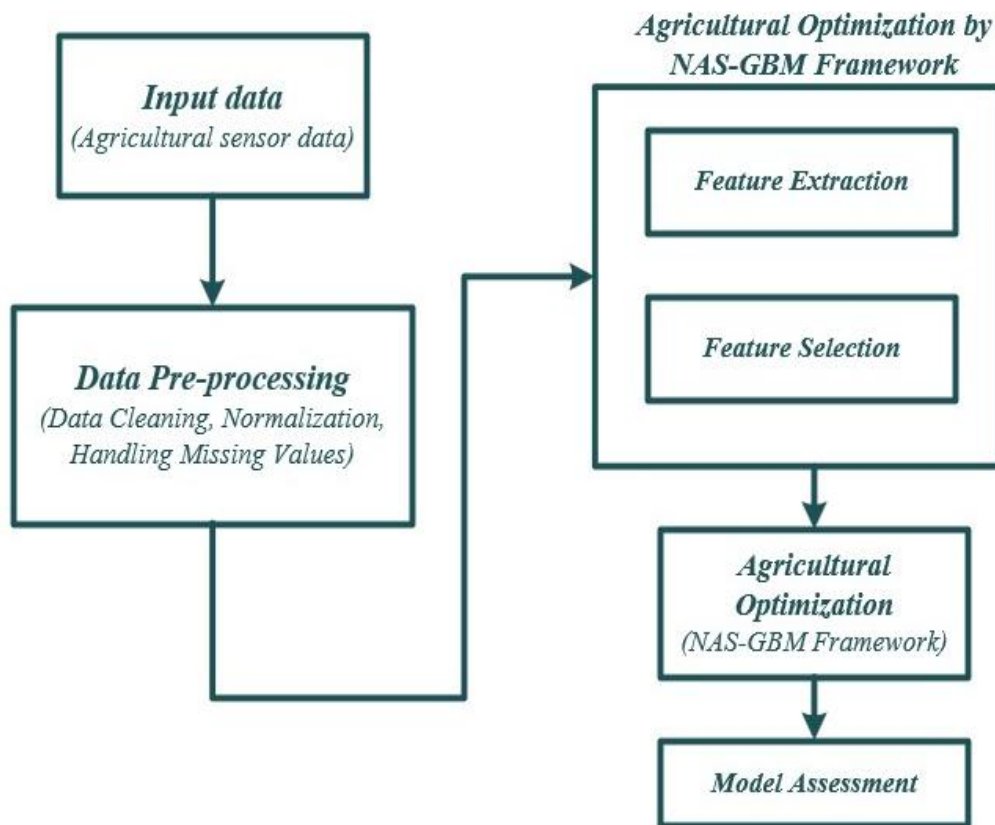 Input data
(Agricultural sensor data)
Data Pre-processing
(Data Cleaning, Normalization,
Handling Missing Values)
Agricultural Optimization by
NAS-GBM Framework
Feature Extraction
Feature Selection
Agricultural
Optimization
(NAS-GBM Framework)
Model Assessment